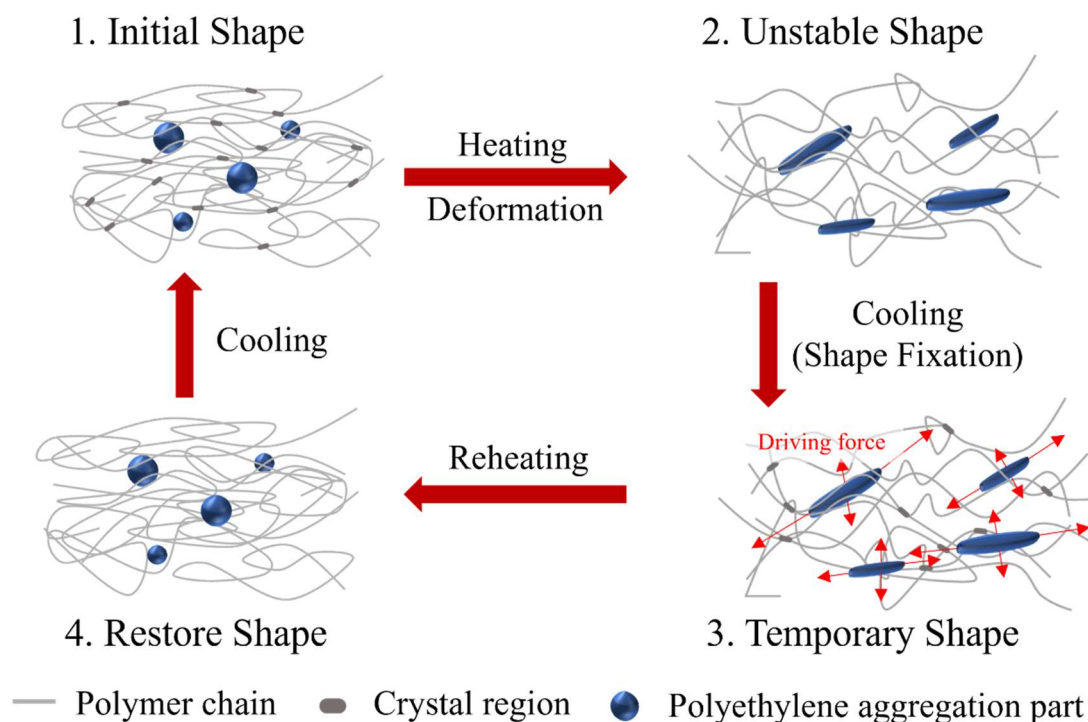 1. Initial Shape
2. Unstable Shape
Heating
Deformation
Cooling
Cooling
(Shape Fixation)
Driving force
Reheating
4. Restore Shape
3. Temporary Shape
Polymer chain
Crystal region
Polyethylene aggregation part